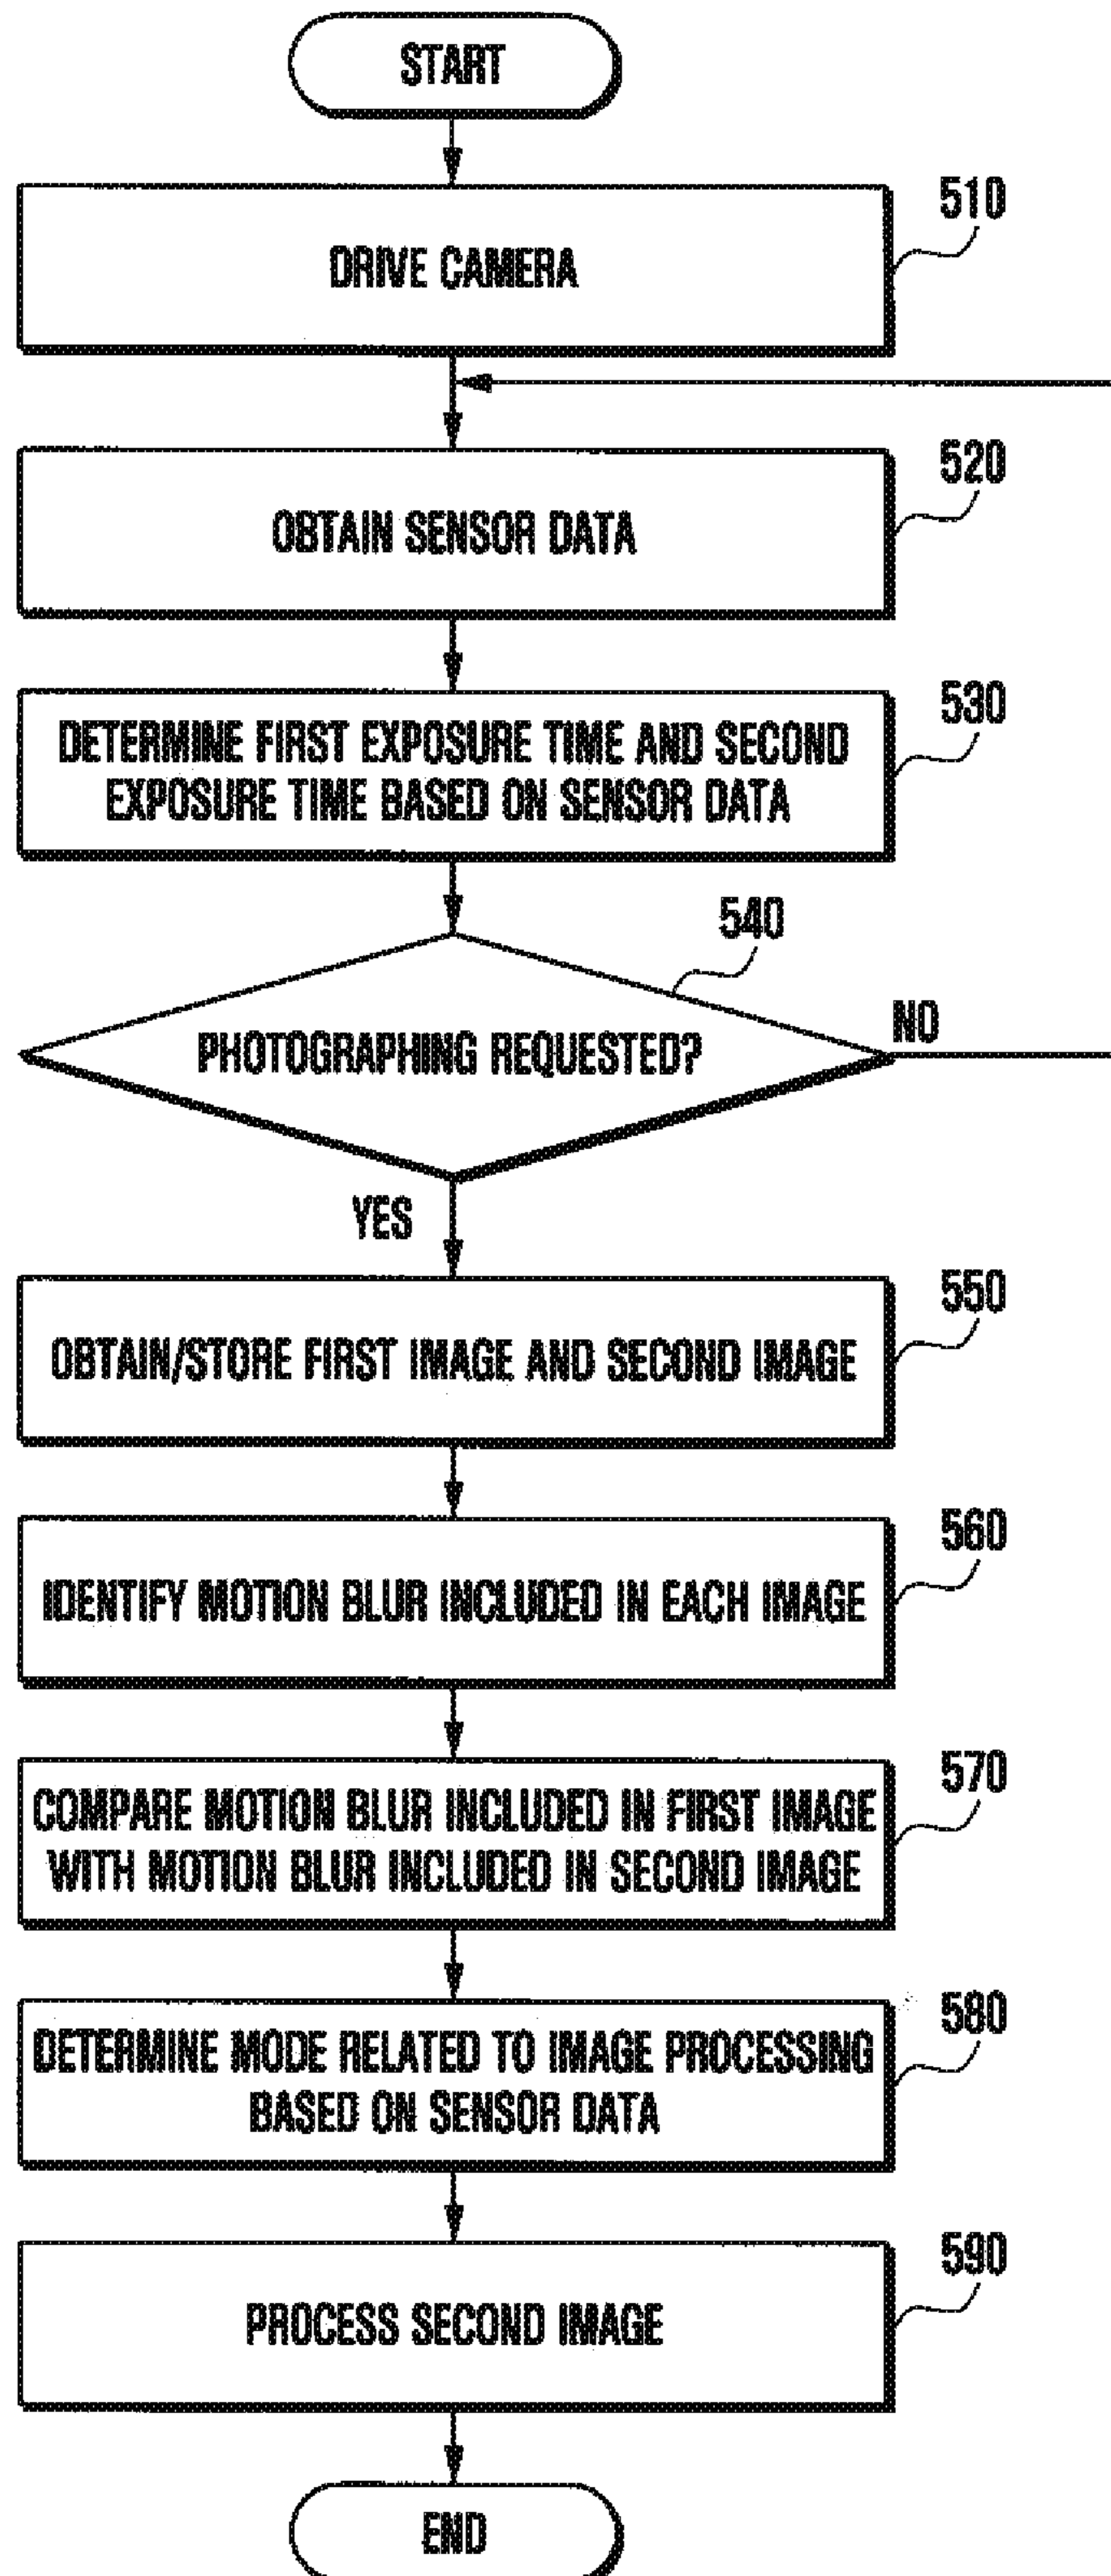 START
510
DRIVE CAMERA
520
OBTAIN SENSOR DATA
530
DETERMINE FIRST EXPOSURE TIME AND SECOND
EXPOSURE TIME BASED ON SENSOR DATA
540
PHOTOGRAPHING REQUESTED?
NO
YES
550
OBTAIN/STORE FIRST IMAGE AND SECOND IMAGE
560
IDENTIFY MOTION BLUR INCLUDED IN EACH IMAGE
570
COMPARE MOTION BLUR INCLUDED IN FIRST IMAGE
WITH MOTION BLUR INCLUDED IN SECOND IMAGE
580
DETERMINE MODE RELATED TO IMAGE PROCESSING
BASED ON SENSOR DATA
590
PROCESS SECOND IMAGE
END